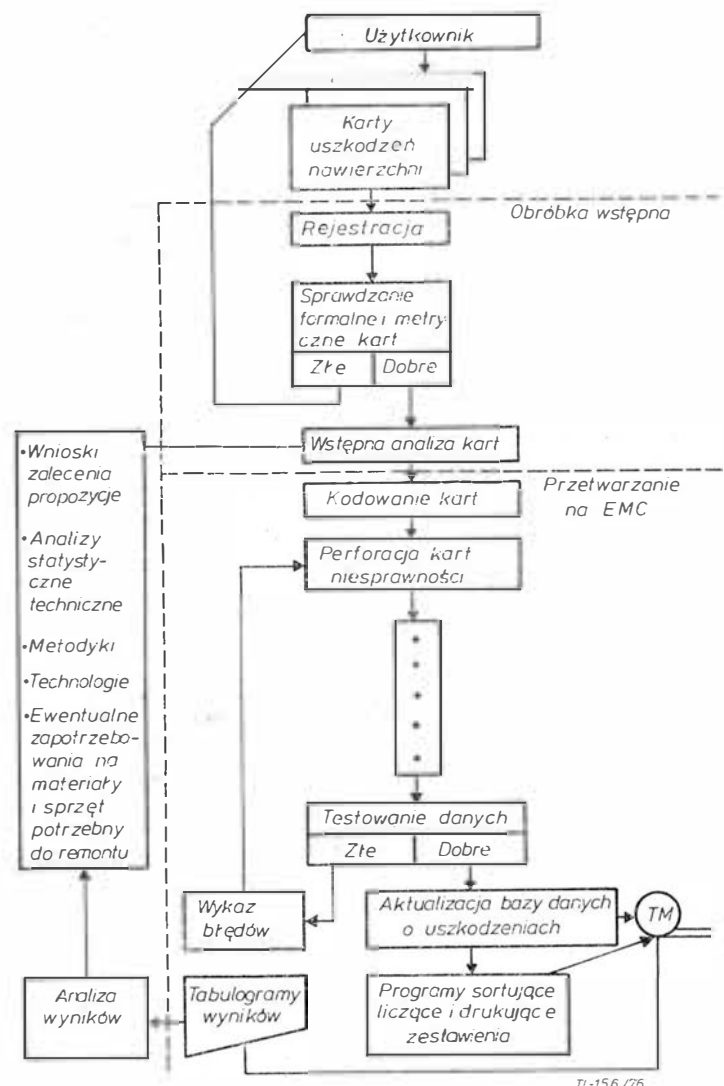 Użytkownik
Karty
uszkodzeń
nawierzchni
Obróbka wstępna
Rejestracja
Sprawdzanie
formalne i metry-
czne kart
Złe
Dobre
Wstępna analiza kart
Przetwarzanie
na EMC
Kodowanie kart
Perforacja kart
niesprawności
•Wnioski
zalecenia
propozycje
•Analizy
statysty-
czne
techniczne
•Metodyki
•Technologie
•Ewentualne
zapotrzebo-
wania na
materiały
i sprzęt
potrzebny
do remontu
Testowanie danych
Złe
Dobre
Wykaz
błędów
Aktualizacja bazy danych
o uszkodzeniach
TM
Analiza
wyników
Tabulogramy
wyników
Programy sortujące
liczące i drukujące
zestawienia
TL-156/76